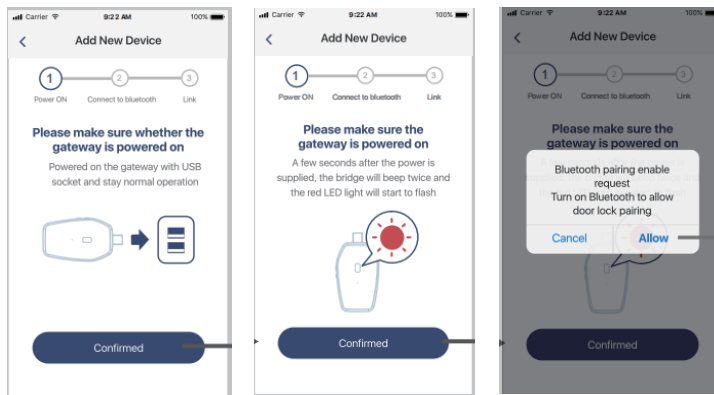 Carrier 9:22 AM 100%
Add New Device
1 2 3
Power ON Connect to bluetooth Link
Please make sure whether the
gateway is powered on
Powered on the gateway with USB
socket and stay normal operation
Confirmed
Carrier 9:22 AM 100%
Add New Device
1 2 3
Power ON Connect to bluetooth Link
Please make sure the
gateway is powered on
A few seconds after the power is
supplied, the bridge will beep twice and
the red LED light will start to flash
Confirmed
Carrier 9:22 AM 100%
Add New Device
1 2 3
Power ON Connect to bluetooth Link
Please make sure the
Bluetooth pairing enable
request
Turn on Bluetooth to allow
door lock pairing
Cancel Allow
Confirmed